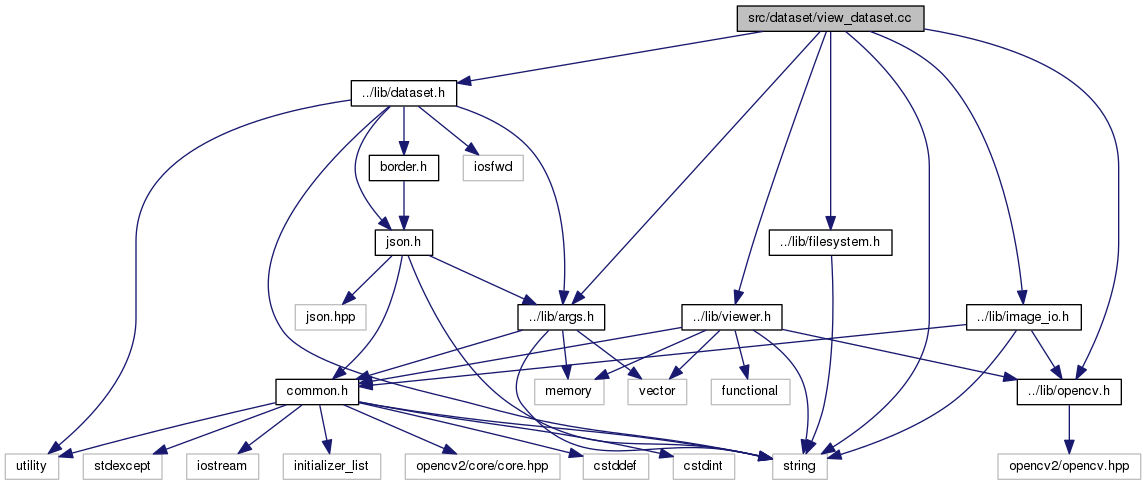 src/dataset/view_dataset.cc
../lib/dataset.h
border.h
iosfwd
json.h
../lib/filesystem.h
json.hpp
../lib/args.h
../lib/viewer.h
../lib/image_io.h
common.h
memory
vector
functional
../lib/opencv.h
utility
stdexcept
iostream
initializer_list
opencv2/core/core.hpp
cstddef
cstdint
string
opencv2/opencv.hpp